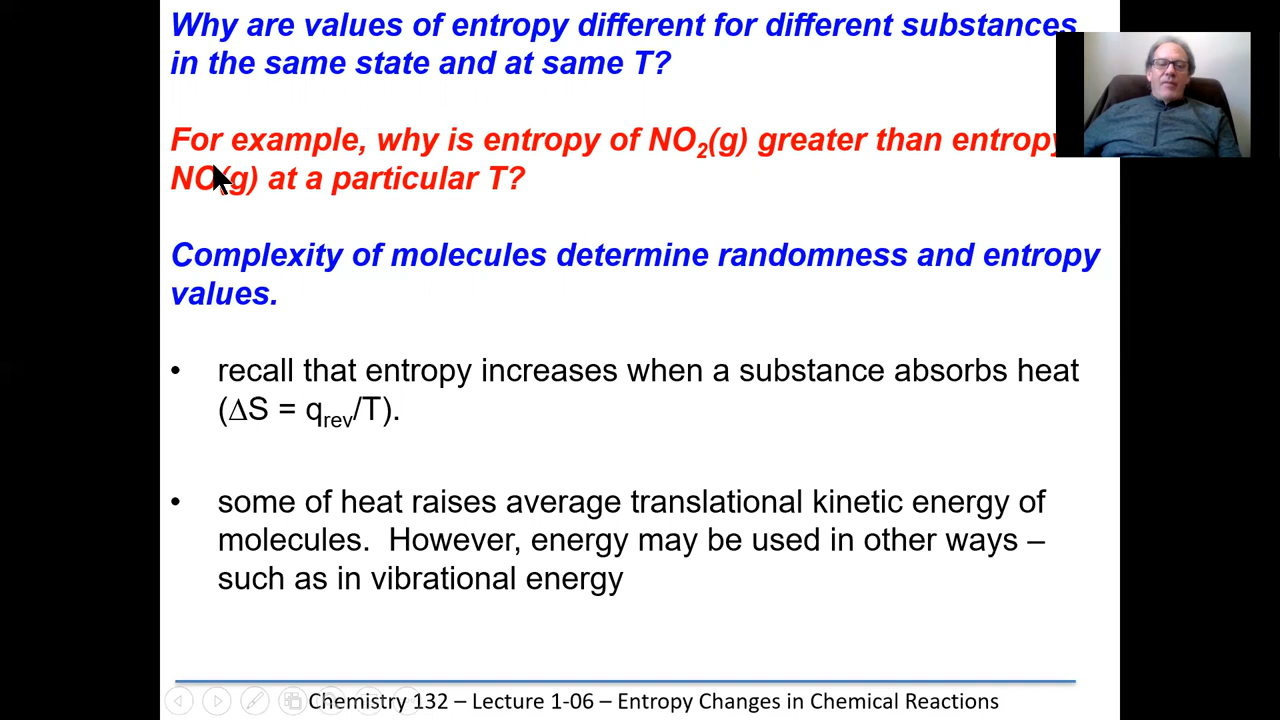 Why are values of entropy different for different substances
in the same state and at same T?
For example, why is entropy of NO₂(g) greater than entropy
NO(g) at a particular T?
Complexity of molecules determine randomness and entropy
values.
• recall that entropy increases when a substance absorbs heat
(ΔS = qrev/T).
• some of heat raises average translational kinetic energy of
molecules. However, energy may be used in other ways –
such as in vibrational energy
Chemistry 132 – Lecture 1-06 – Entropy Changes in Chemical Reactions